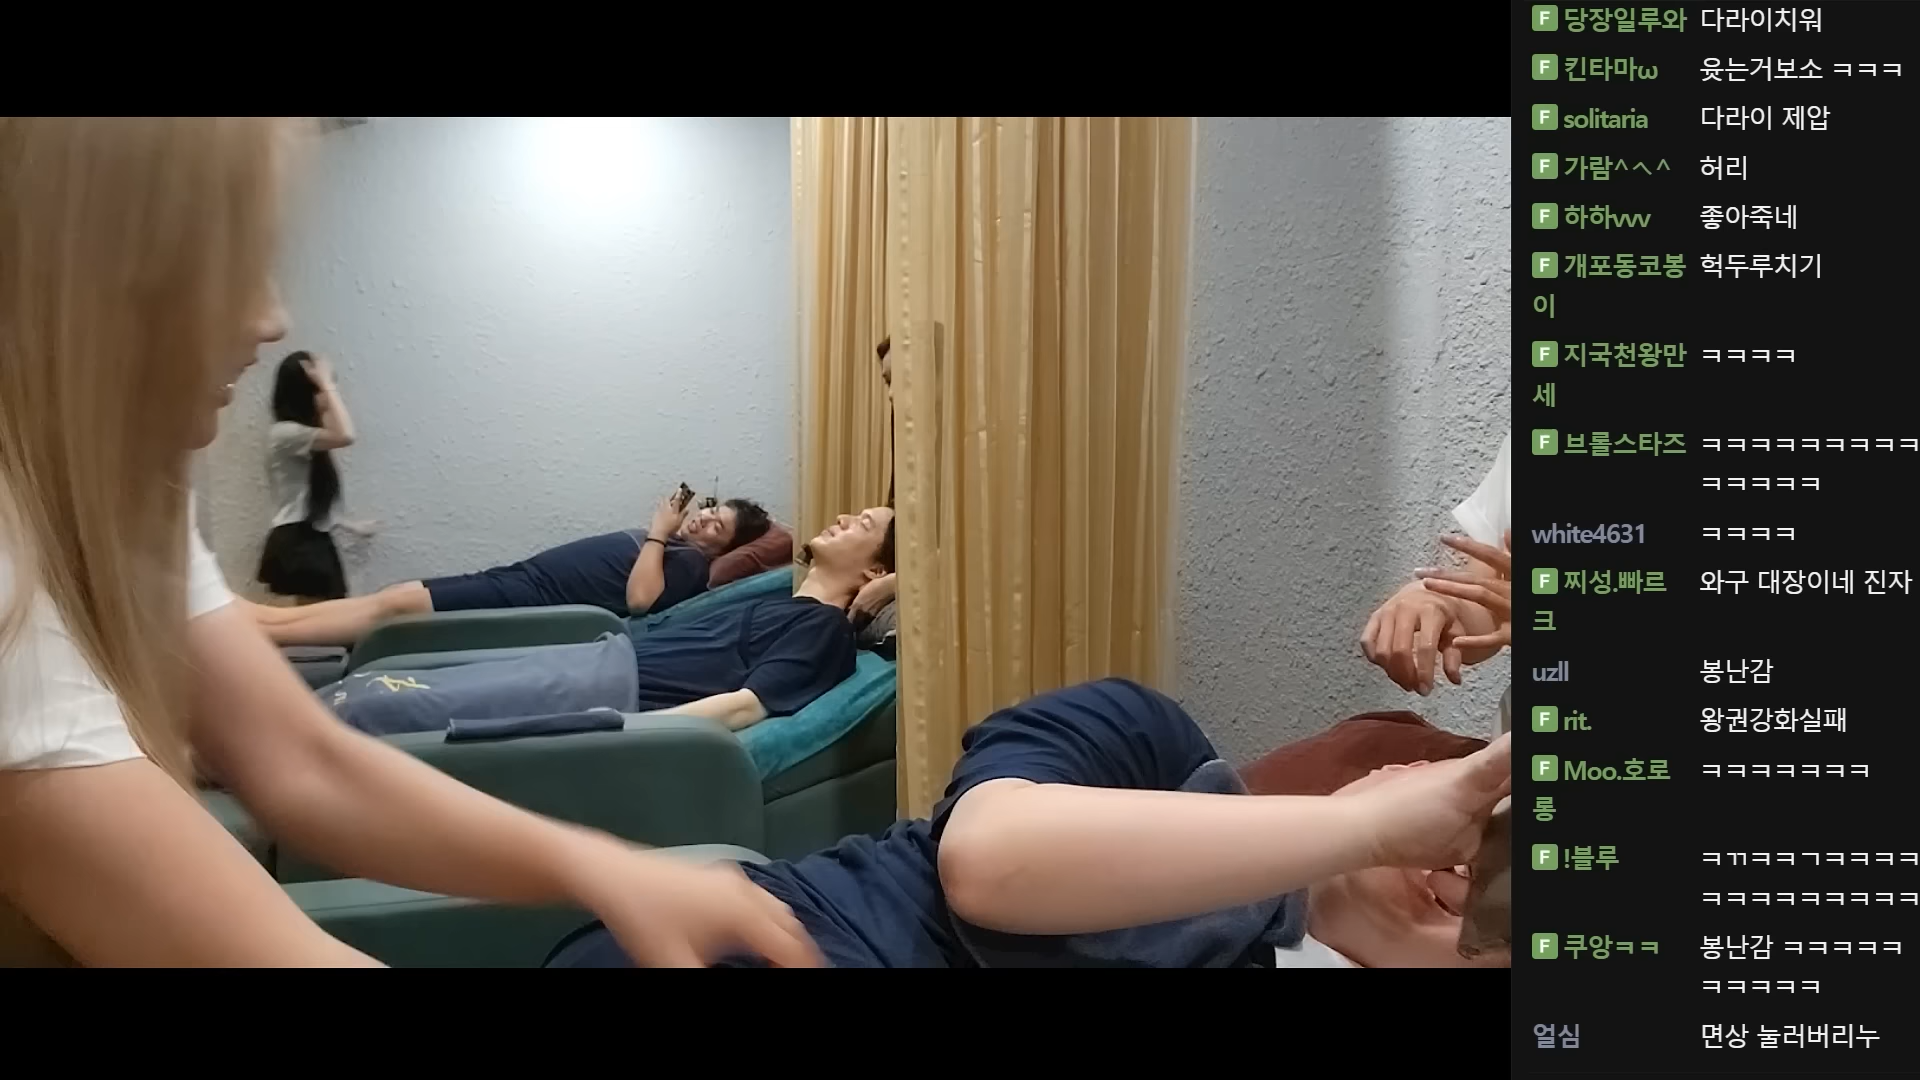 F 당장일루와 다라이치워
F 킨타마ω 윳는거보소 ㅋㅋㅋ
F solitaria 다라이 제압
F 가람^ㅅ^ 허리
F 하하vvv 좋아죽네
F 개포동코봉 헉두루치기
이
F 지국천왕만 ㅋㅋㅋㅋ
세
F 브롤스타즈 ㅋㅋㅋㅋㅋㅋㅋㅋㅋ
ㅋㅋㅋㅋㅋ
white4631 ㅋㅋㅋㅋ
F 찌성.빠르 와구 대장이네 진자
크
uzll 봉난감
F rit. 왕권강화실패
F Moo.호로 ㅋㅋㅋㅋㅋㅋㅋ
롱
F !블루 ㅋㄲㅋㅋㄱㅋㅋㅋㅋ
ㅋㅋㅋㅋㅋㅋㅋㅋㅋ
F 쿠앙ㅋㅋ 봉난감 ㅋㅋㅋㅋㅋ
ㅋㅋㅋㅋㅋ
얼심 면상 눌러버리누